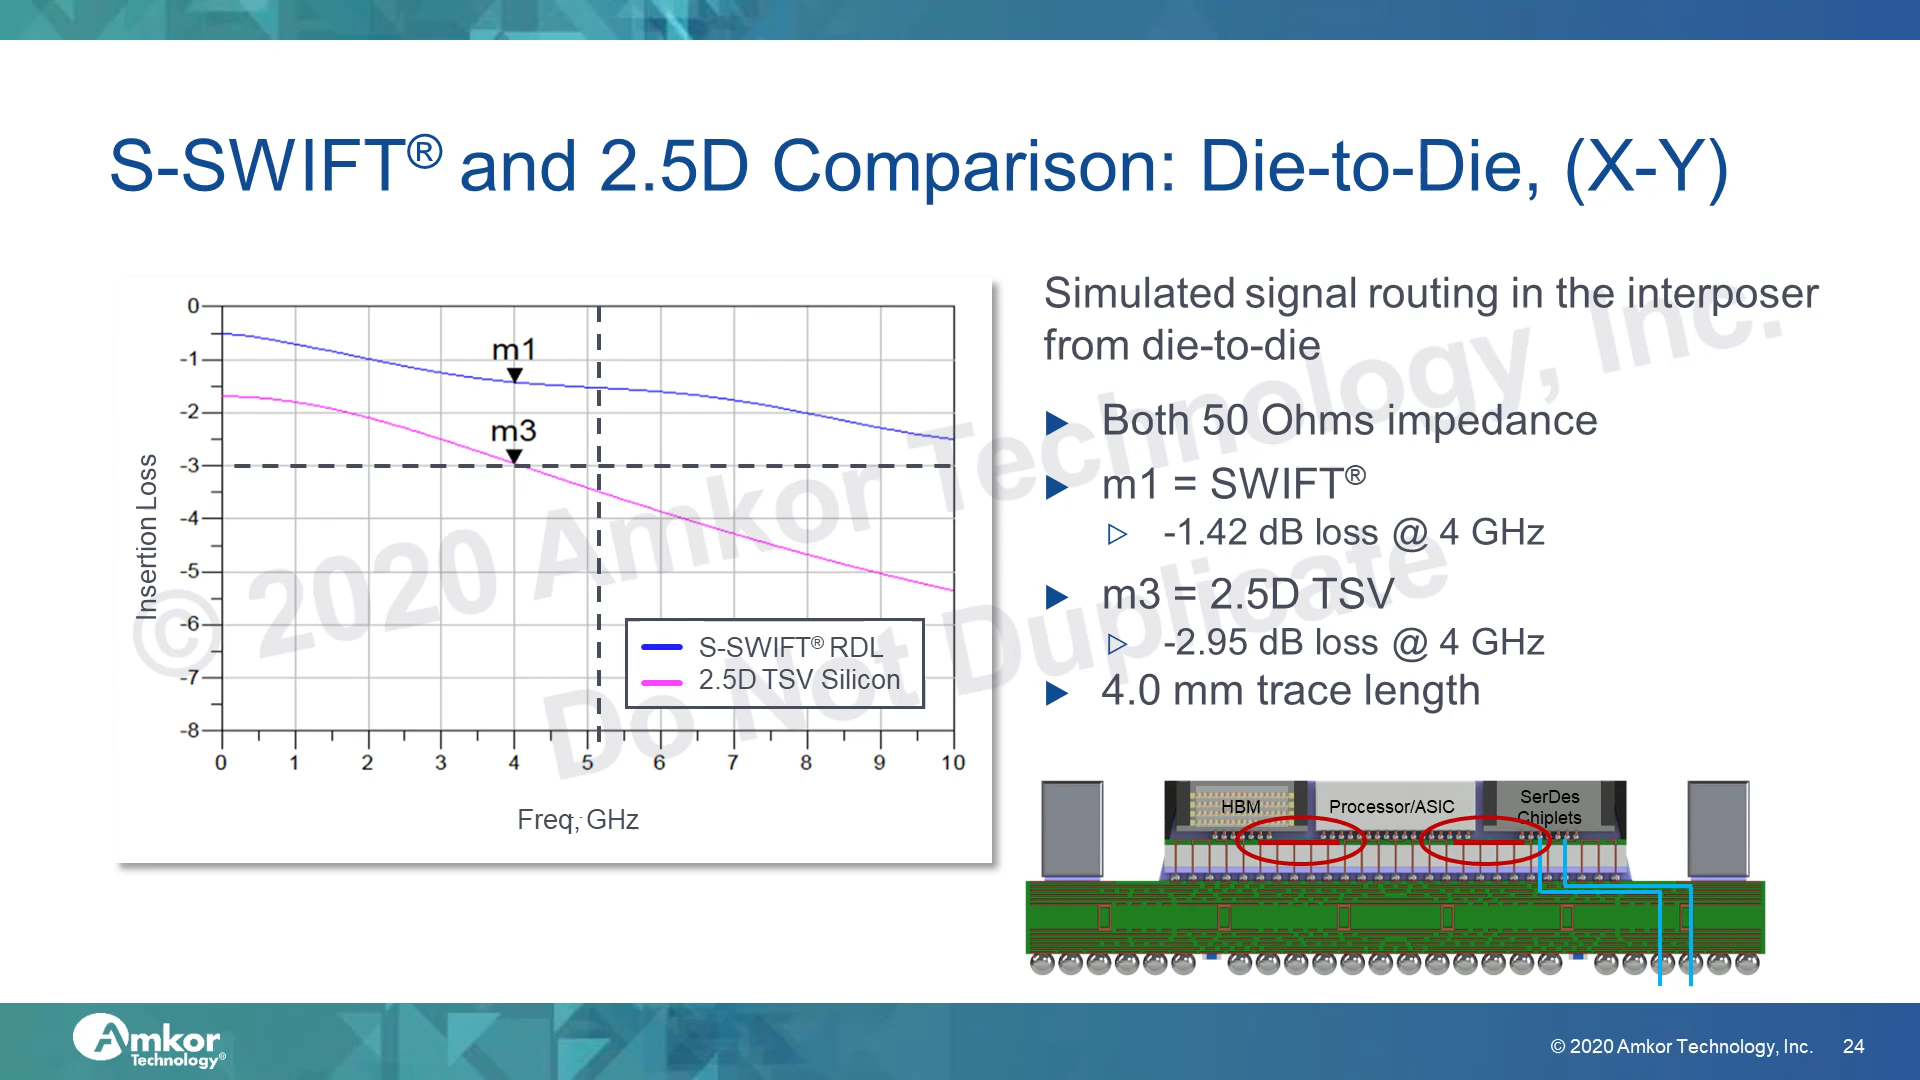 S-SWIFT® and 2.5D Comparison: Die-to-Die, (X-Y)
0
-1
-2
-3
-4
-5
-6
-7
-8
Insertion Loss
m1
m3
S-SWIFT® RDL
2.5D TSV Silicon
0 1 2 3 4 5 6 7 8 9 10
Freq, GHz
Simulated signal routing in the interposer
from die-to-die
Both 50 Ohms impedance
m1 = SWIFT®
-1.42 dB loss @ 4 GHz
m3 = 2.5D TSV
-2.95 dB loss @ 4 GHz
4.0 mm trace length
HBM
Processor/ASIC
SerDes
Chiplets
© 2020 Amkor Technology, Inc.
Do Not Duplicate
Amkor
Technology®
© 2020 Amkor Technology, Inc. 24